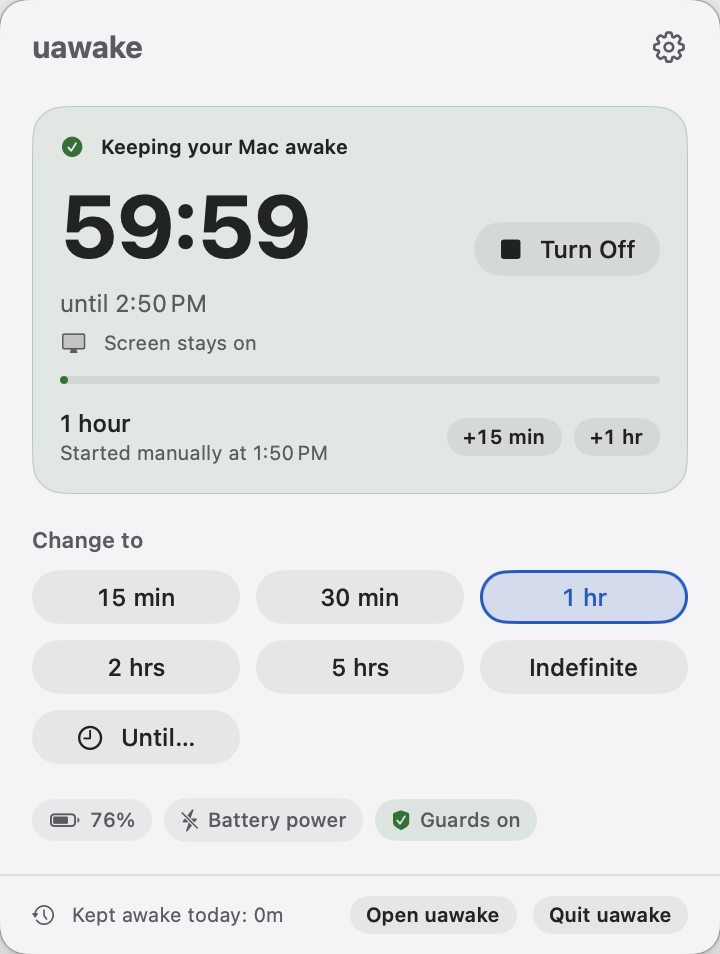 uawake
Keeping your Mac awake
59:59
Turn Off
until 2:50 PM
Screen stays on
1 hour
Started manually at 1:50 PM
+15 min
+1 hr
Change to
15 min
30 min
1 hr
2 hrs
5 hrs
Indefinite
Until...
76%
Battery power
Guards on
Kept awake today: 0m
Open uawake
Quit uawake